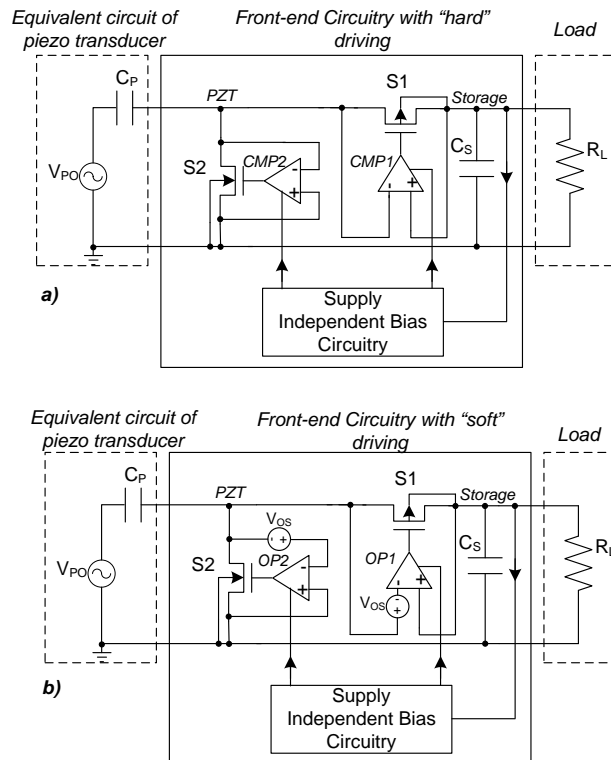 Equivalent circuit of
piezo transducer
Front-end Circuitry with “hard”
driving
Load
CP
PZT
S1
Storage
VPO
S2
CMP2
-
+
CMP1
-
+
CS
RL
Supply
Independent Bias
Circuitry
a)
Equivalent circuit of
piezo transducer
Front-end Circuitry with “soft”
driving
Load
CP
PZT
S1
Storage
VOS
- +
VPO
S2
OP2
-
+
OP1
-
+
VOS
-
+
CS
RL
Supply
Independent Bias
Circuitry
b)